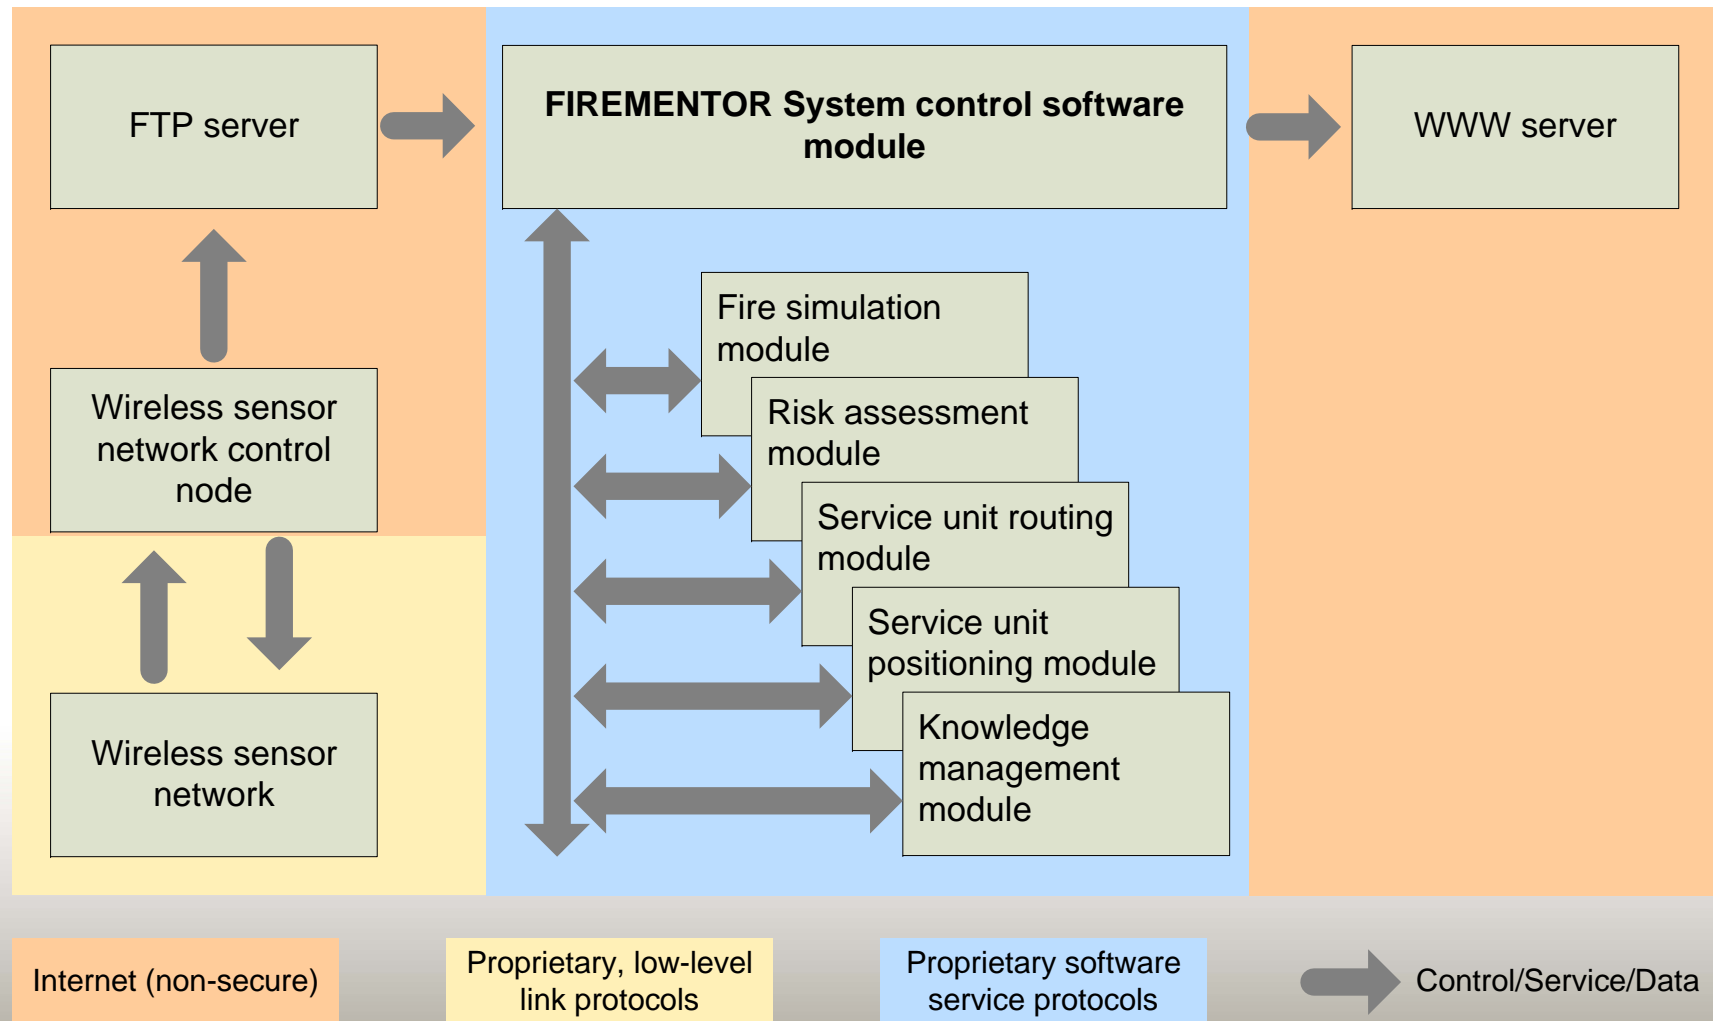 FTP server
FIREMENTOR System control software
module
WWW server
Fire simulation
module
Wireless sensor
network control
node
Risk assessment
module
Service unit routing
module
Service unit
positioning module
Wireless sensor
network
Knowledge
management
module
Internet (non-secure)
Proprietary, low-level
link protocols
Proprietary software
service protocols
Control/Service/Data